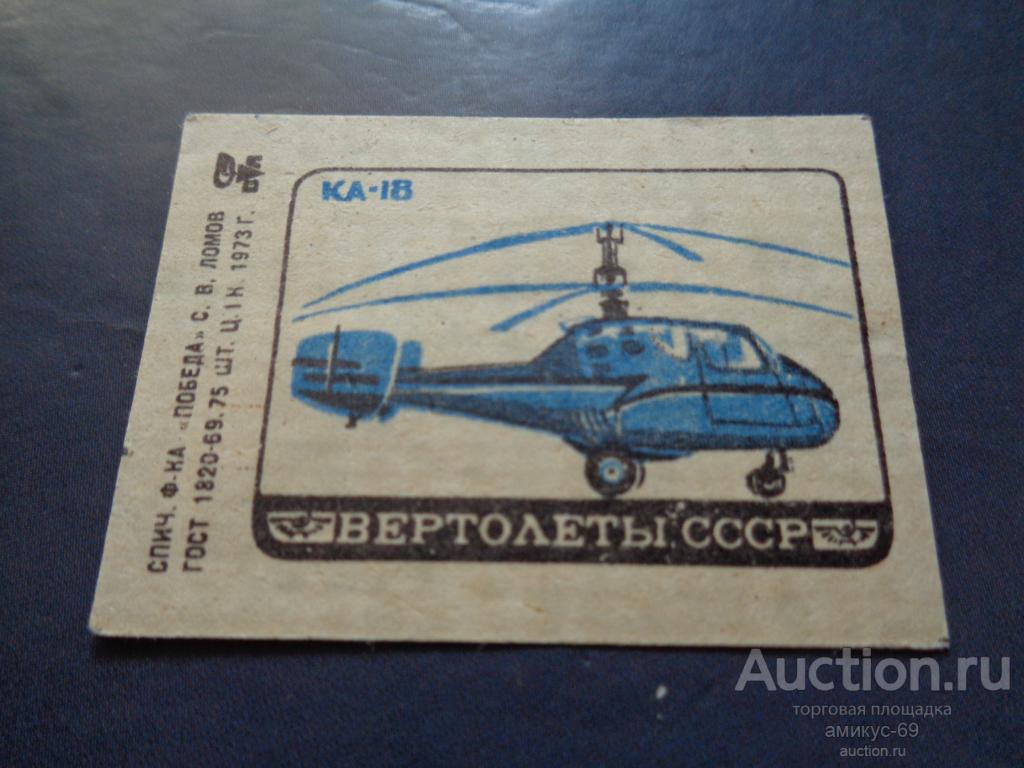 СПИЧ. Ф-КА «ПОБЕДА» С. В. ЛОМОВ
ГОСТ 1820-69. 75 ШТ. Ц. 1 К. 1973 Г.
КА-18
ВЕРТОЛЕТЫ СССР
Auction.ru
торговая площадка
амикус-69
auction.ru